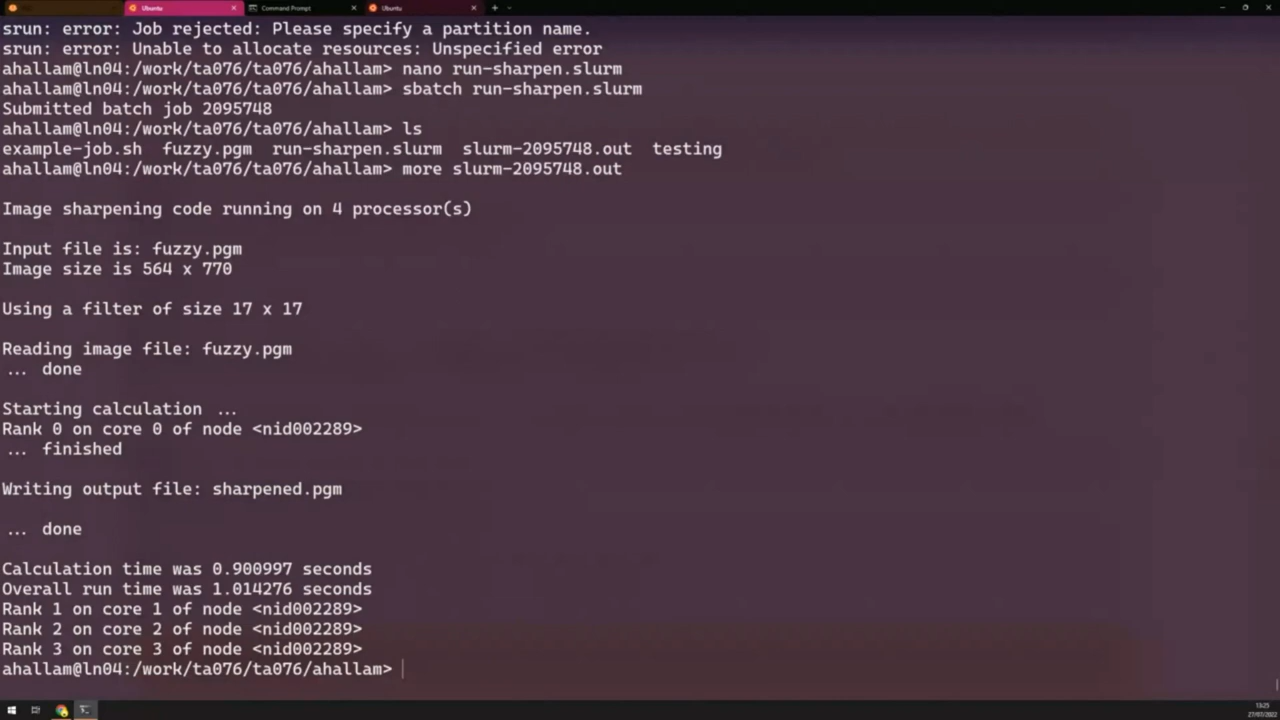 Ubuntu
Command Prompt
Ubuntu
srun: error: Job rejected: Please specify a partition name.
srun: error: Unable to allocate resources: Unspecified error
ahallam@ln04:/work/ta076/ta076/ahallam> nano run-sharpen.slurm
ahallam@ln04:/work/ta076/ta076/ahallam> sbatch run-sharpen.slurm
Submitted batch job 2095748
ahallam@ln04:/work/ta076/ta076/ahallam> ls
example-job.sh  fuzzy.pgm  run-sharpen.slurm  slurm-2095748.out  testing
ahallam@ln04:/work/ta076/ta076/ahallam> more slurm-2095748.out
Image sharpening code running on 4 processor(s)
Input file is: fuzzy.pgm
Image size is 564 x 770
Using a filter of size 17 x 17
Reading image file: fuzzy.pgm
... done
Starting calculation ...
Rank 0 on core 0 of node <nid002289>
... finished
Writing output file: sharpened.pgm
... done
Calculation time was 0.900997 seconds
Overall run time was 1.014276 seconds
Rank 1 on core 1 of node <nid002289>
Rank 2 on core 2 of node <nid002289>
Rank 3 on core 3 of node <nid002289>
ahallam@ln04:/work/ta076/ta076/ahallam>
13:25
27/07/2022